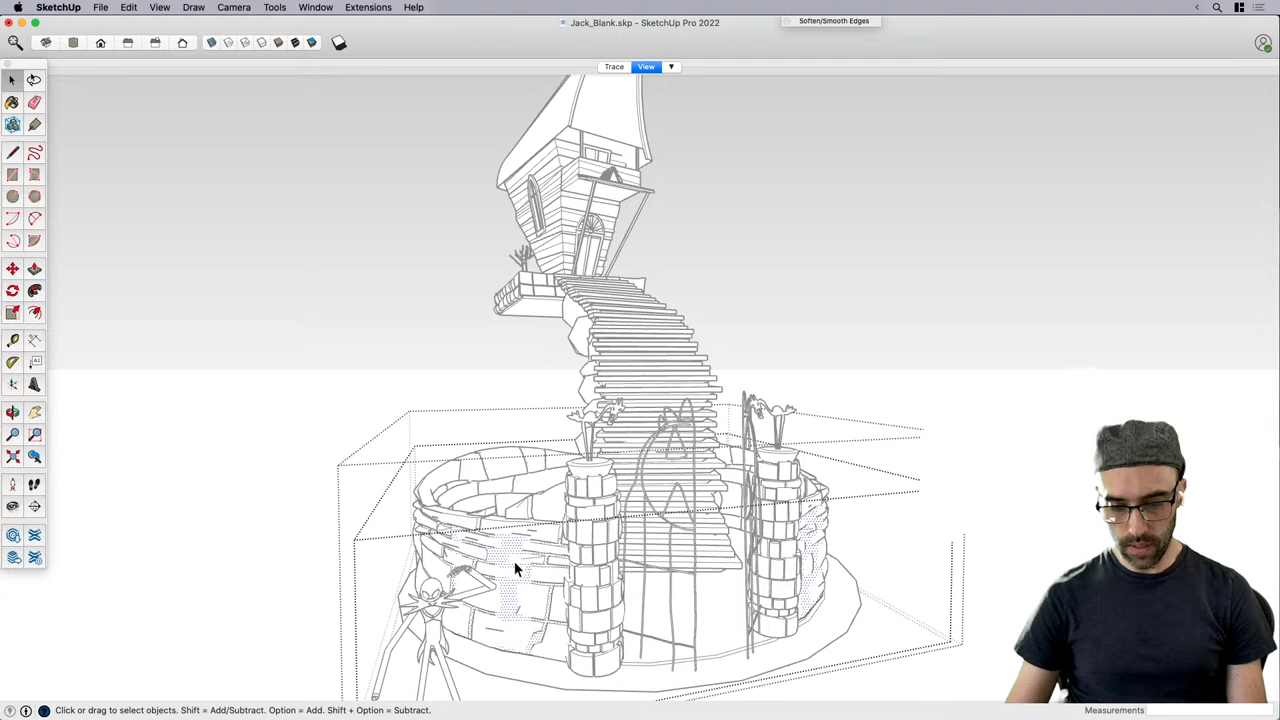 SketchUp File Edit View Draw Camera Tools Window Extensions Help
Jack_Blank.skp - SketchUp Pro 2022
Soften/Smooth Edges
Trace View
Click or drag to select objects. Shift = Add/Subtract. Option = Add. Shift + Option = Subtract.
Measurements